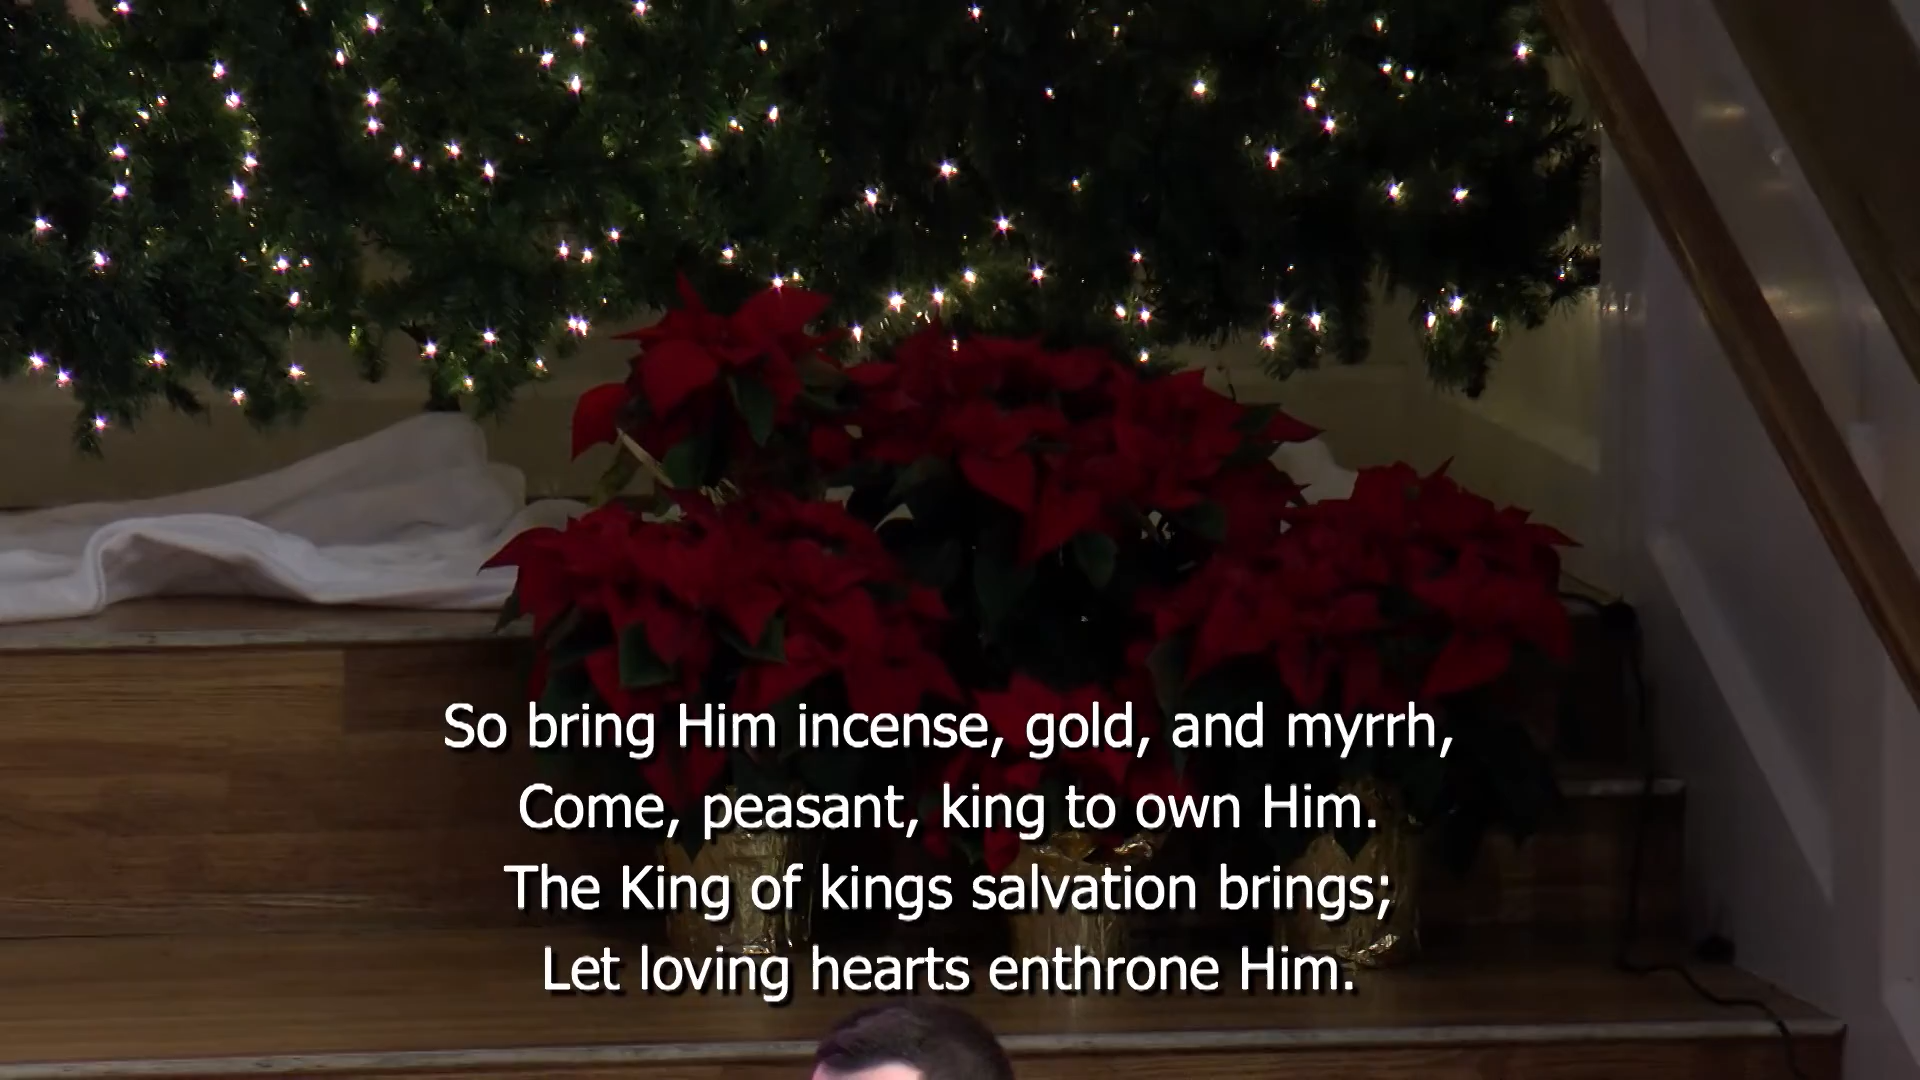 So bring Him incense, gold, and myrrh,
Come, peasant, king to own Him.
The King of kings salvation brings;
Let loving hearts enthrone Him.